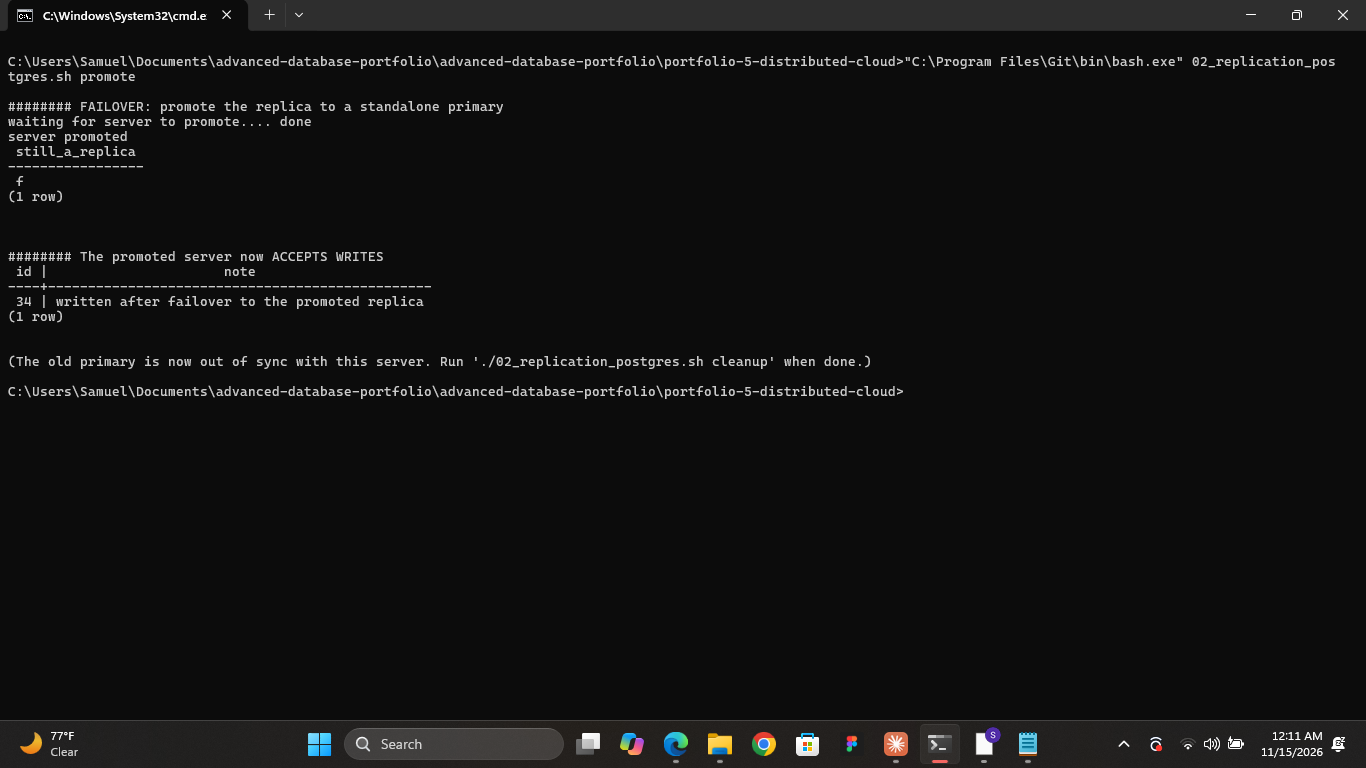 C:\Windows\System32\cmd.e
C:\Users\Samuel\Documents\advanced-database-portfolio\advanced-database-portfolio\portfolio-5-distributed-cloud>"C:\Program Files\Git\bin\bash.exe" 02_replication_pos
tgres.sh promote
######## FAILOVER: promote the replica to a standalone primary
waiting for server to promote.... done
server promoted
still_a_replica
-----------------
f
(1 row)
######## The promoted server now ACCEPTS WRITES
id | note
----+------------------------------------------------
34 | written after failover to the promoted replica
(1 row)
(The old primary is now out of sync with this server. Run './02_replication_postgres.sh cleanup' when done.)
C:\Users\Samuel\Documents\advanced-database-portfolio\advanced-database-portfolio\portfolio-5-distributed-cloud>
77°F
Clear
Search
S
12:11 AM
11/15/2026